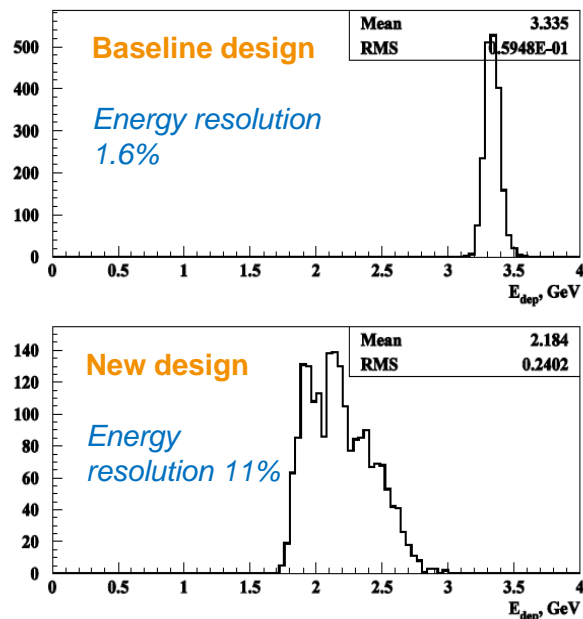 Mean 3.335
RMS 0.5948E-01
Baseline design
Energy resolution
1.6%
500
400
300
200
100
0
0 0.5 1 1.5 2 2.5 3 3.5 4
E_dep, GeV
Mean 2.184
RMS 0.2402
New design
Energy
resolution 11%
140
120
100
80
60
40
20
0
0 0.5 1 1.5 2 2.5 3 3.5 4
E_dep, GeV